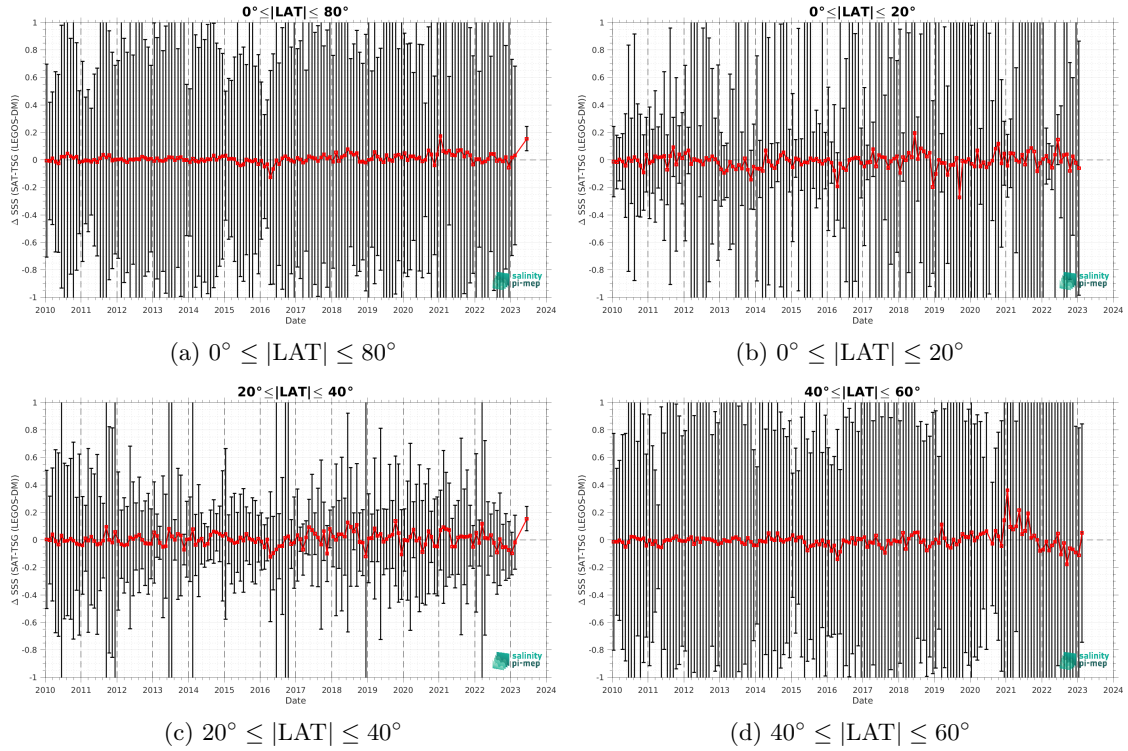 0°≤|LAT|≤ 80°
1
0.8
0.6
0.4
0.2
0
-0.2
-0.4
-0.6
-0.8
-1
Δ SSS (SAT-TSG (LEGOS-DM))
2010 2011 2012 2013 2014 2015 2016 2017 2018 2019 2020 2021 2022 2023 2024
Date
salinity
pi-mep
(a) 0° ≤ |LAT| ≤ 80°
0°≤|LAT|≤ 20°
1
0.8
0.6
0.4
0.2
0
-0.2
-0.4
-0.6
-0.8
-1
Δ SSS (SAT-TSG (LEGOS-DM))
2010 2011 2012 2013 2014 2015 2016 2017 2018 2019 2020 2021 2022 2023 2024
Date
salinity
pi-mep
(b) 0° ≤ |LAT| ≤ 20°
20°≤|LAT|≤ 40°
1
0.8
0.6
0.4
0.2
0
-0.2
-0.4
-0.6
-0.8
-1
Δ SSS (SAT-TSG (LEGOS-DM))
2010 2011 2012 2013 2014 2015 2016 2017 2018 2019 2020 2021 2022 2023 2024
Date
salinity
pi-mep
(c) 20° ≤ |LAT| ≤ 40°
40°≤|LAT|≤ 60°
1
0.8
0.6
0.4
0.2
0
-0.2
-0.4
-0.6
-0.8
-1
Δ SSS (SAT-TSG (LEGOS-DM))
2010 2011 2012 2013 2014 2015 2016 2017 2018 2019 2020 2021 2022 2023 2024
Date
salinity
pi-mep
(d) 40° ≤ |LAT| ≤ 60°